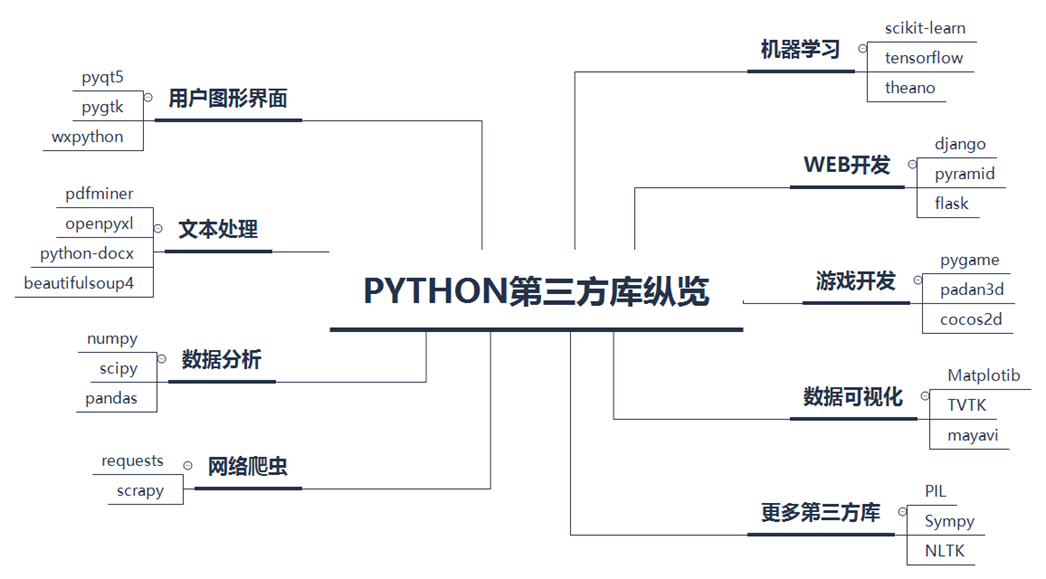 PYTHON第三方库纵览
用户图形界面
pyqt5
pygtk
wxpython
文本处理
pdfminer
openpyxl
python-docx
beautifulsoup4
数据分析
numpy
scipy
pandas
网络爬虫
requests
scrapy
机器学习
scikit-learn
tensorflow
theano
WEB开发
django
pyramid
flask
游戏开发
pygame
padan3d
cocos2d
数据可视化
Matplotib
TVTK
mayavi
更多第三方库
PIL
Sympy
NLTK